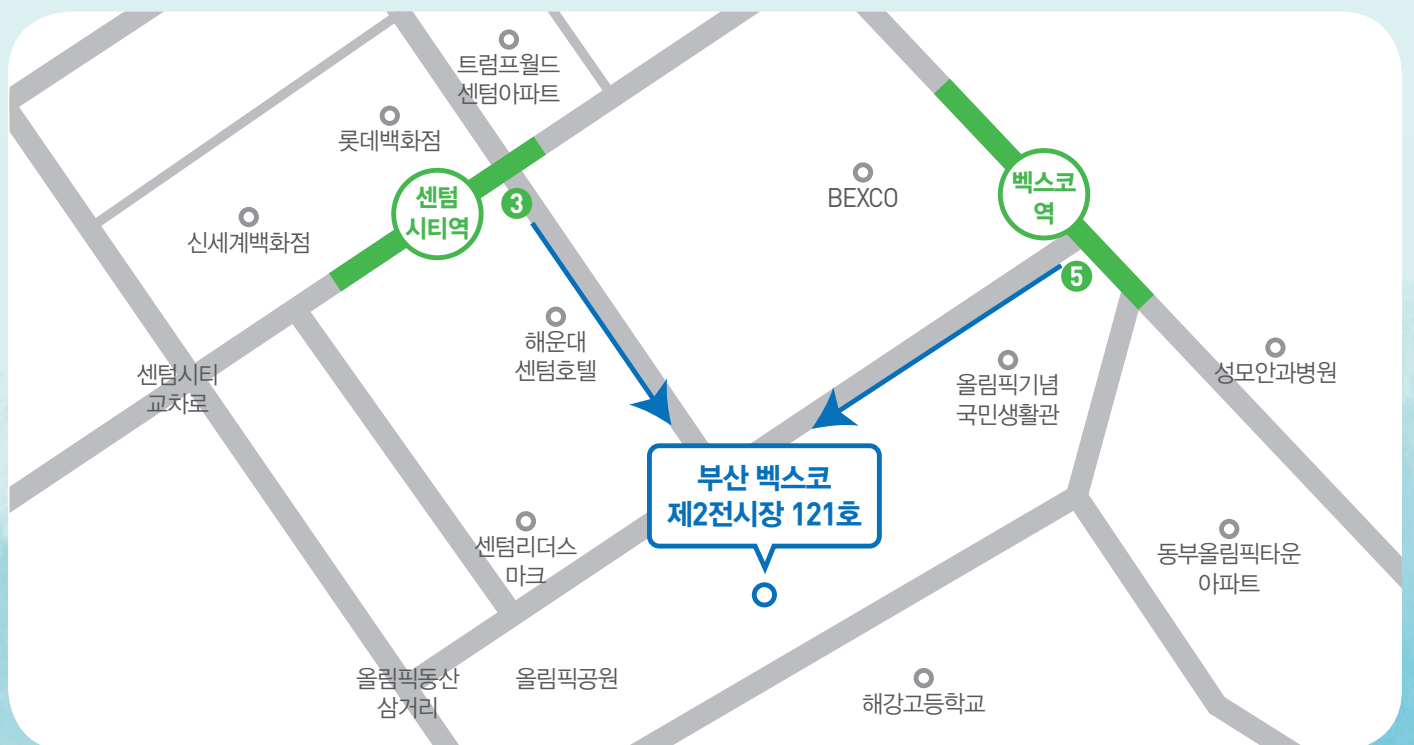 트럼프월드
센텀아파트
롯데백화점
센텀
시티역
3
신세계백화점
BEXCO
벡스코
역
5
해운대
센텀호텔
센텀시티
교차로
올림픽기념
국민생활관
성모안과병원
부산 벡스코
제2전시장 121호
센텀리더스
마크
동부올림픽타운
아파트
올림픽동산
삼거리
올림픽공원
해강고등학교